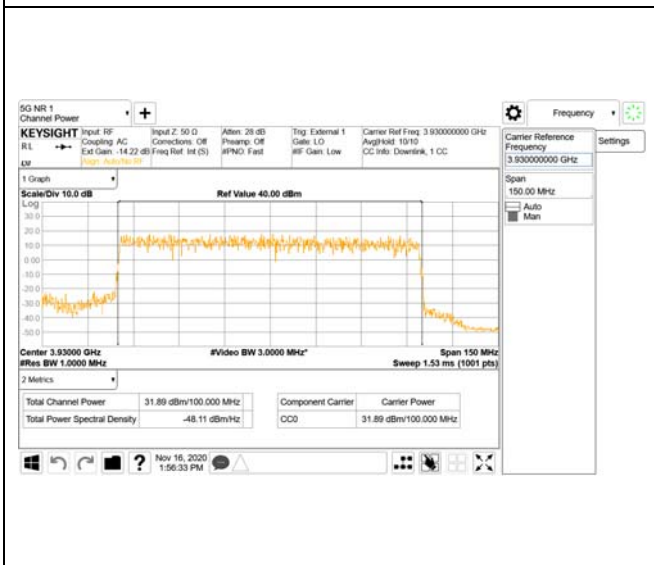 5G NR 1
Channel Power
KEYSIGHT
RL
Input: RF
Coupling: AC
Ext Gain: -14.22 dB
Align: Auto/No RF
Input Z: 50 Ω
Corrections: Off
Freq Ref: Int (S)
Atten: 28 dB
Preamp: Off
#PNO: Fast
Trig: External 1
Gate: LO
#IF Gain: Low
Carrier Ref Freq: 3.930000000 GHz
Avg|Hold: 10/10
CC Info: Downlink, 1 CC
1 Graph
Scale/Div 10.0 dB
Ref Value 40.00 dBm
Log
30.0
20.0
10.0
0.00
-10.0
-20.0
-30.0
-40.0
-50.0
Center 3.93000 GHz
#Video BW 3.0000 MHz*
Span 150 MHz
#Res BW 1.0000 MHz
Sweep 1.53 ms (1001 pts)
2 Metrics
Total Channel Power 31.89 dBm/100.000 MHz
Total Power Spectral Density -48.11 dBm/Hz
Component Carrier Carrier Power
CC0 31.89 dBm/100.000 MHz
Nov 16, 2020
1:56:33 PM
Frequency
Carrier Reference
Frequency
3.930000000 GHz
Span
150.00 MHz
Auto
Man
Settings